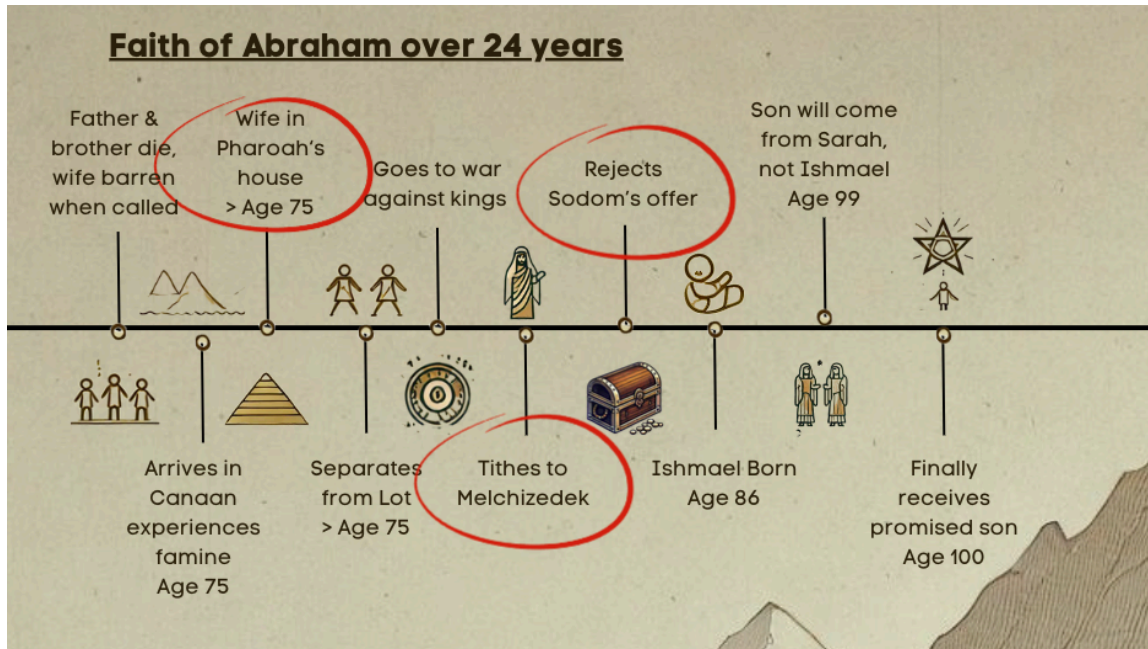 Faith of Abraham over 24 years
Father &
brother die,
wife barren
when called
Wife in
Pharoah's
house
> Age 75
Goes to war
against kings
Rejects
Sodom's offer
Son will come
from Sarah,
not Ishmael
Age 99
Arrives in
Canaan
experiences
famine
Age 75
Separates
from Lot
> Age 75
Tithes to
Melchizedek
Ishmael Born
Age 86
Finally
receives
promised son
Age 100